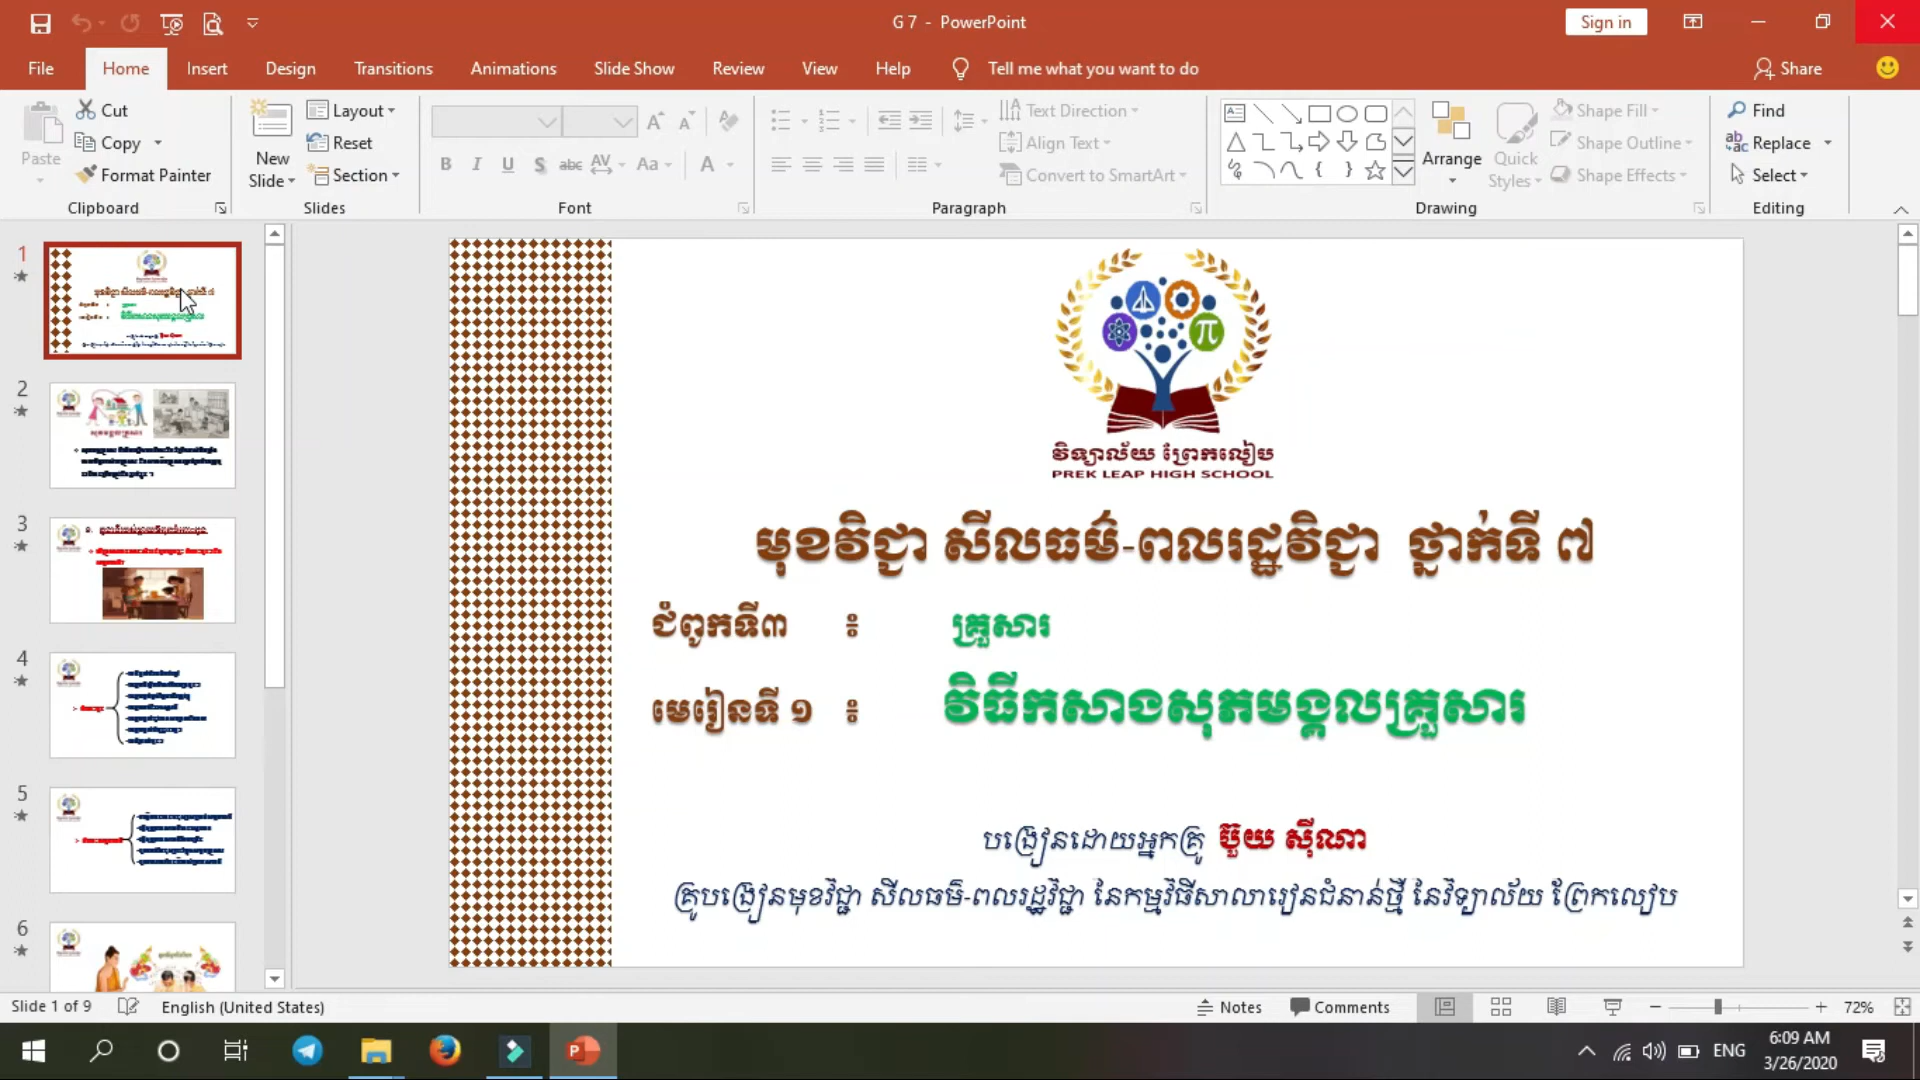 G 7 - PowerPoint
Sign in
File Home Insert Design Transitions Animations Slide Show Review View Help Tell me what you want to do Share
Paste
Cut
Copy
Format Painter
Clipboard
New
Slide
Layout
Reset
Section
Slides
Font
Text Direction
Align Text
Convert to SmartArt
Paragraph
Arrange
Quick
Styles
Shape Fill
Shape Outline
Shape Effects
Drawing
Find
Replace
Select
Editing
1
2
3
4
5
6
វិទ្យាល័យ ព្រែកលៀប
PREK LEAP HIGH SCHOOL
មុខវិជ្ជា សីលធម៌-ពលរដ្ឋវិជ្ជា ថ្នាក់ទី ៧
ជំពូកទី៣ ៖ គ្រួសារ
មេរៀនទី ១ ៖ វិធីកសាងសុភមង្គលគ្រួសារ
បង្រៀនដោយអ្នកគ្រូ ប៊ួយ ស៊ីណា
គ្រូបង្រៀនមុខវិជ្ជា សីលធម៌-ពលរដ្ឋវិជ្ជា នៃកម្មវិធីសាលារៀនជំនាន់ថ្មី នៃវិទ្យាល័យ ព្រែកលៀប
Slide 1 of 9 English (United States) Notes Comments 72%
ENG
6:09 AM
3/26/2020